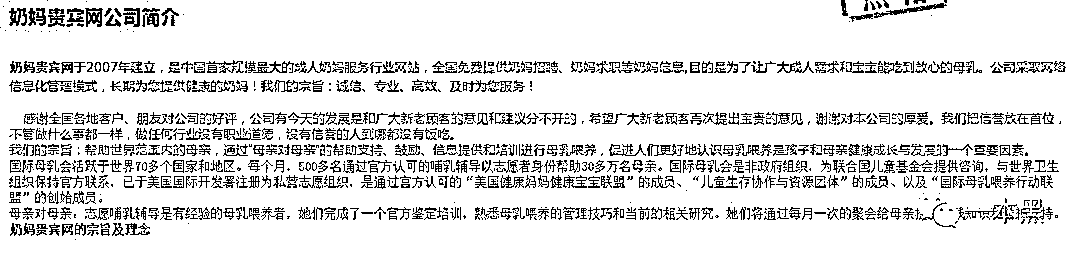 奶妈贵宾网公司简介
奶妈贵宾网于2007年建立，是中国首家规模最大的成人奶妈服务行业网站，全国免费提供奶妈招聘、奶妈求职等奶妈信息,目的是为了让广大成人需求和宝宝能吃到放心的母乳。公司采取网络
信息化管理模式，长期为您提供健康的奶妈！我们的宗旨：诚信、专业、高效、及时为您服务！
感谢全国各地客户、朋友对公司的好评，公司有今天的发展是和广大新老顾客的意见和建议分不开的，希望广大新老顾客再次提出宝贵的意见，谢谢对本公司的厚爱。我们把信誉放在首位，
不管做什么事都一样，做任何行业没有职业道德，没有信誉的人到哪都没有饭吃。
我们的宗旨：帮助世界范围内的母亲，通过“母亲对母亲”的帮助支持、鼓励、信息提供和培训进行母乳喂养，促进人们更好地认识母乳喂养是孩子和母亲健康成长与发展的一个重要因素。
国际母乳会活跃于世界70多个国家和地区。每个月，500多名通过官方认可的哺乳辅导以志愿者身份帮助30多万名母亲。国际母乳会是非政府组织，为联合国儿童基金会提供咨询，与世界卫生
组织保持官方联系，已于美国国际开发署注册为私营志愿组织，是通过官方认可的“美国健康妈妈健康宝宝联盟”的成员、“儿童生存协作与资源团体”的成员、以及“国际母乳喂养行动联
盟”的创始成员。
母亲对母亲：志愿哺乳辅导是有经验的母乳喂养者，她们完成了一个官方鉴定培训，熟悉母乳喂养的管理技巧和当前的相关研究。她们将通过每月一次的聚会给母亲 持。
奶妈贵宾网的宗旨及理念